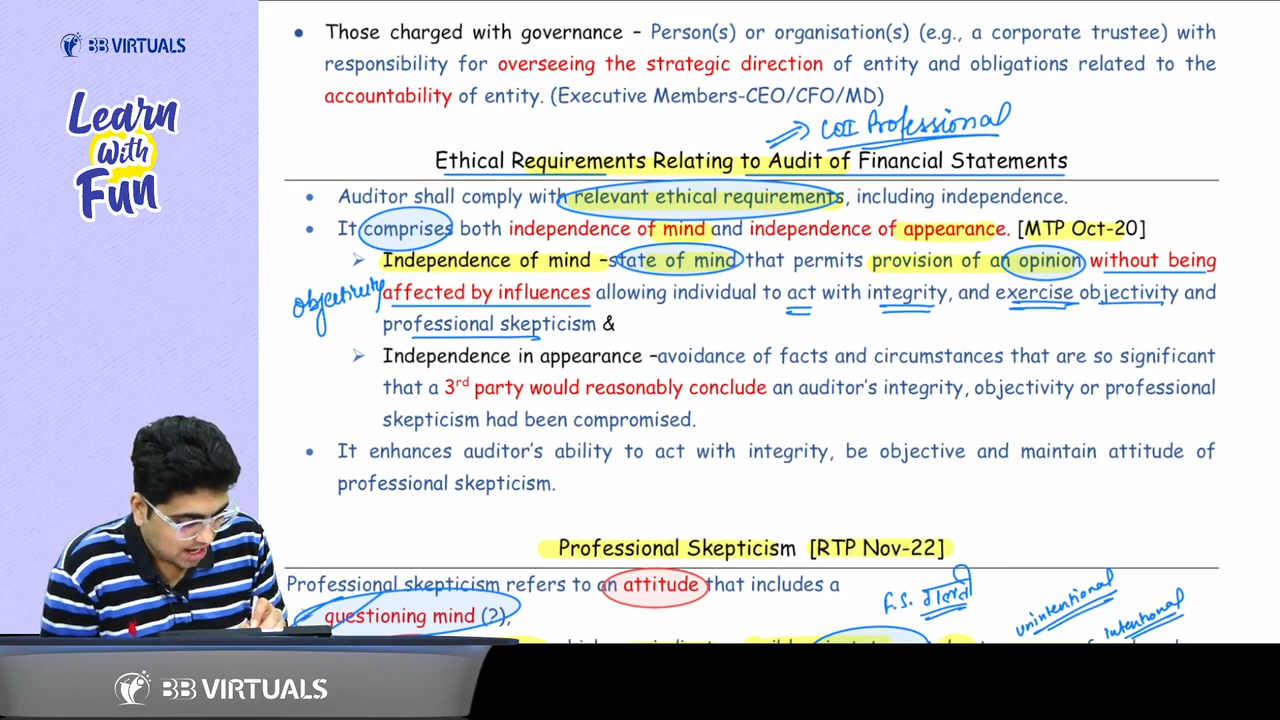 BB VIRTUALS
Learn
With
Fun
• Those charged with governance – Person(s) or organisation(s) (e.g., a corporate trustee) with
responsibility for overseeing the strategic direction of entity and obligations related to the
accountability of entity. (Executive Members-CEO/CFO/MD)
COI Professional
Ethical Requirements Relating to Audit of Financial Statements
• Auditor shall comply with relevant ethical requirements, including independence.
• It comprises both independence of mind and independence of appearance. [MTP Oct-20]
➢ Independence of mind –state of mind that permits provision of an opinion without being
objectivity
affected by influences allowing individual to act with integrity, and exercise objectivity and
professional skepticism &
➢ Independence in appearance –avoidance of facts and circumstances that are so significant
that a 3rd party would reasonably conclude an auditor's integrity, objectivity or professional
skepticism had been compromised.
• It enhances auditor's ability to act with integrity, be objective and maintain attitude of
professional skepticism.
Professional Skepticism [RTP Nov-22]
Professional skepticism refers to an attitude that includes a
F.S. गलती
unintentional
intentional
questioning mind (?),
BB VIRTUALS